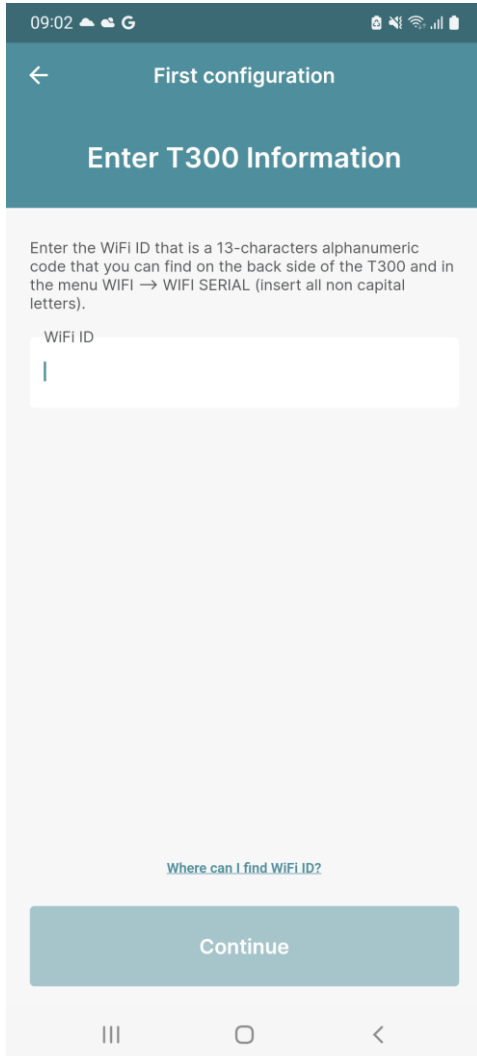 09:02 G
First configuration
Enter T300 Information
Enter the WiFi ID that is a 13-characters alphanumeric
code that you can find on the back side of the T300 and in
the menu WIFI → WIFI SERIAL (insert all non capital
letters).
WiFi ID
Where can I find WiFi ID?
Continue